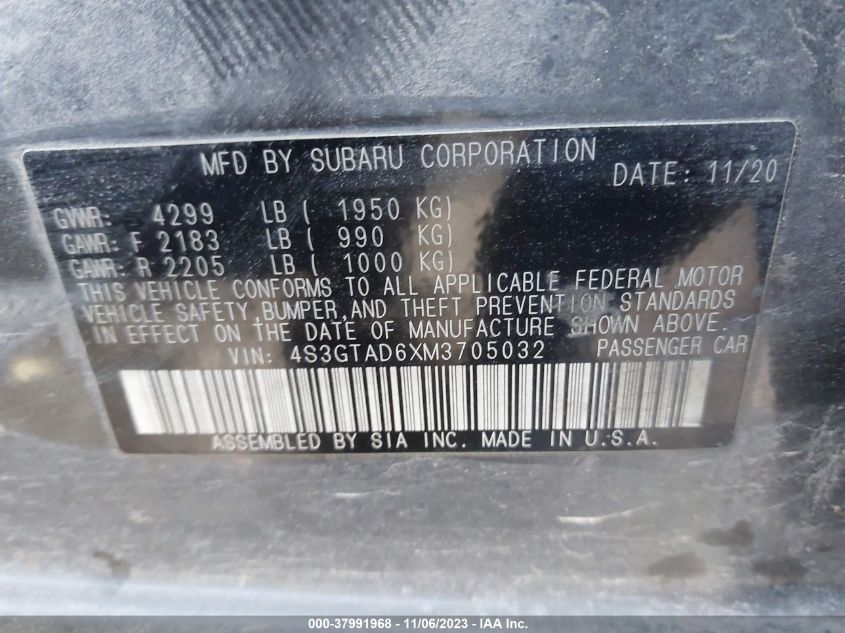 MFD BY SUBARU CORPORATION DATE: 11/20
GVWR: 4299 LB ( 1950 KG)
GAWR: F 2183 LB ( 990 KG)
GAWR: R 2205 LB ( 1000 KG)
THIS VEHICLE CONFORMS TO ALL APPLICABLE FEDERAL MOTOR
VEHICLE SAFETY, BUMPER, AND THEFT PREVENTION STANDARDS
IN EFFECT ON THE DATE OF MANUFACTURE SHOWN ABOVE.
VIN: 4S3GTAD6XM3705032 PASSENGER CAR
ASSEMBLED BY SIA INC. MADE IN U.S.A.
000-37991968 - 11/06/2023 - IAA Inc.